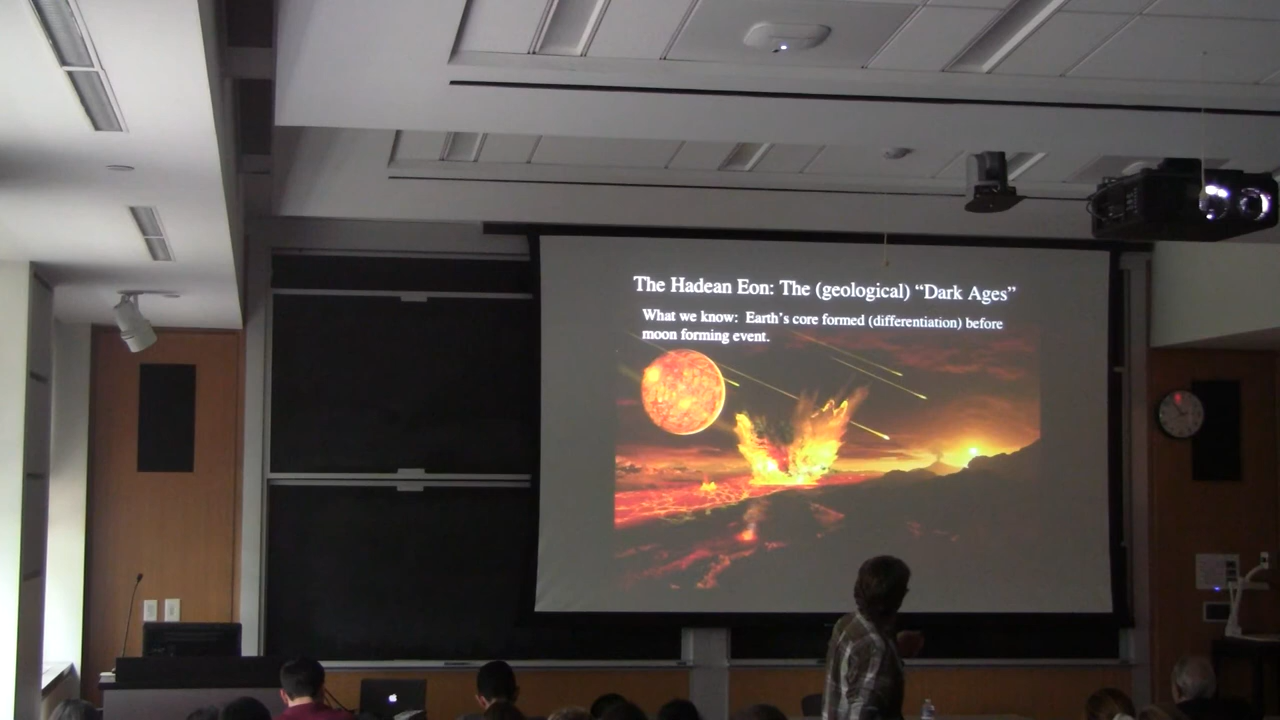 The Hadean Eon: The (geological) “Dark Ages”
What we know: Earth’s core formed (differentiation) before
moon forming event.